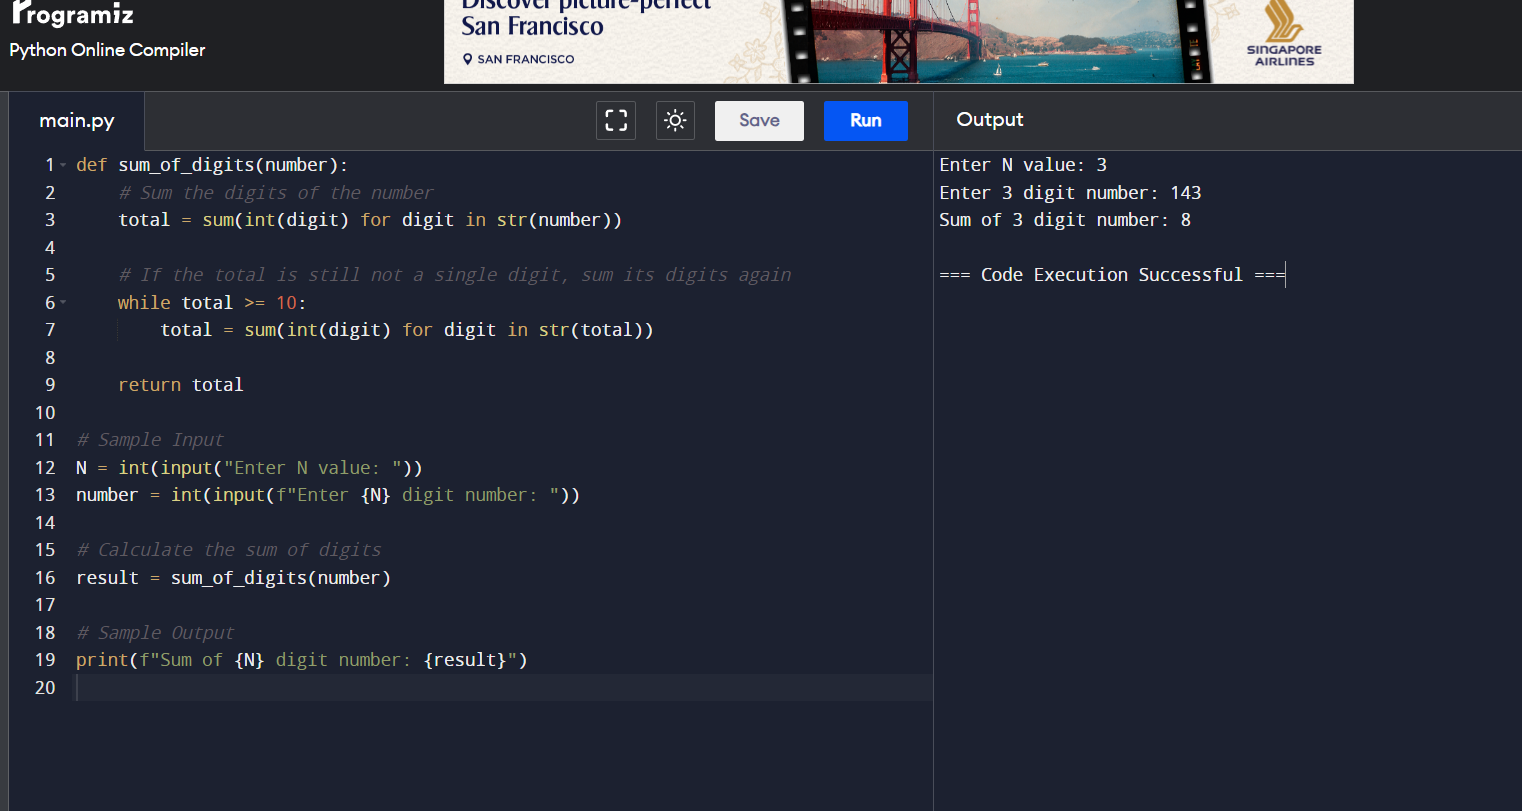 Programiz
Python Online Compiler
Discover picture-perfect
San Francisco
SAN FRANCISCO
SINGAPORE
AIRLINES
main.py
Save
Run
Output
1 def sum_of_digits(number):
2     # Sum the digits of the number
3     total = sum(int(digit) for digit in str(number))
4
5     # If the total is still not a single digit, sum its digits again
6     while total >= 10:
7         total = sum(int(digit) for digit in str(total))
8
9     return total
10
11 # Sample Input
12 N = int(input("Enter N value: "))
13 number = int(input(f"Enter {N} digit number: "))
14
15 # Calculate the sum of digits
16 result = sum_of_digits(number)
17
18 # Sample Output
19 print(f"Sum of {N} digit number: {result}")
20
Enter N value: 3
Enter 3 digit number: 143
Sum of 3 digit number: 8
=== Code Execution Successful ===